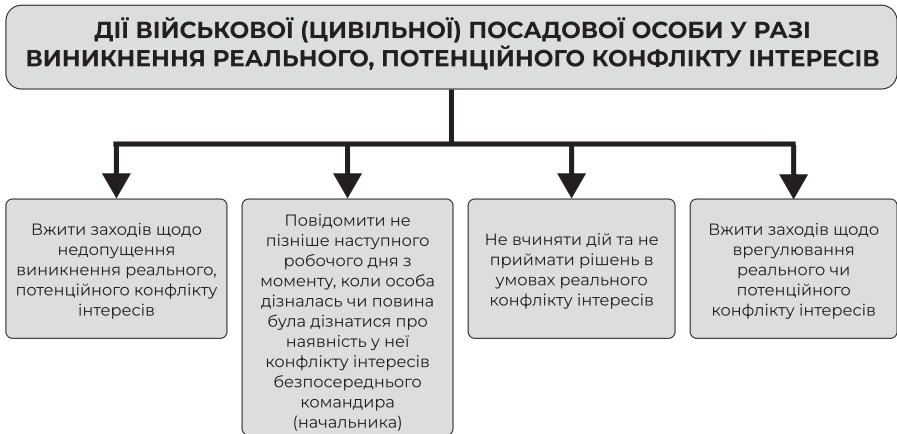 ДІЇ ВІЙСЬКОВОЇ (ЦИВІЛЬНОЇ) ПОСАДОВОЇ ОСОБИ У РАЗІ
ВИНИКНЕННЯ РЕАЛЬНОГО, ПОТЕНЦІЙНОГО КОНФЛІКТУ ІНТЕРЕСІВ
Вжити заходів щодо
недопущення
виникнення реального,
потенційного конфлікту
інтересів
Повідомити не
пізніше наступного
робочого дня з
моменту, коли особа
дізналась чи повина
була дізнатися про
наявність у неї
конфлікту інтересів
безпосереднього
командира
(начальника)
Не вчиняти дій та не
приймати рішень в
умовах реального
конфлікту інтересів
Вжити заходів щодо
врегулювання
реального чи
потенційного
конфлікту інтересів